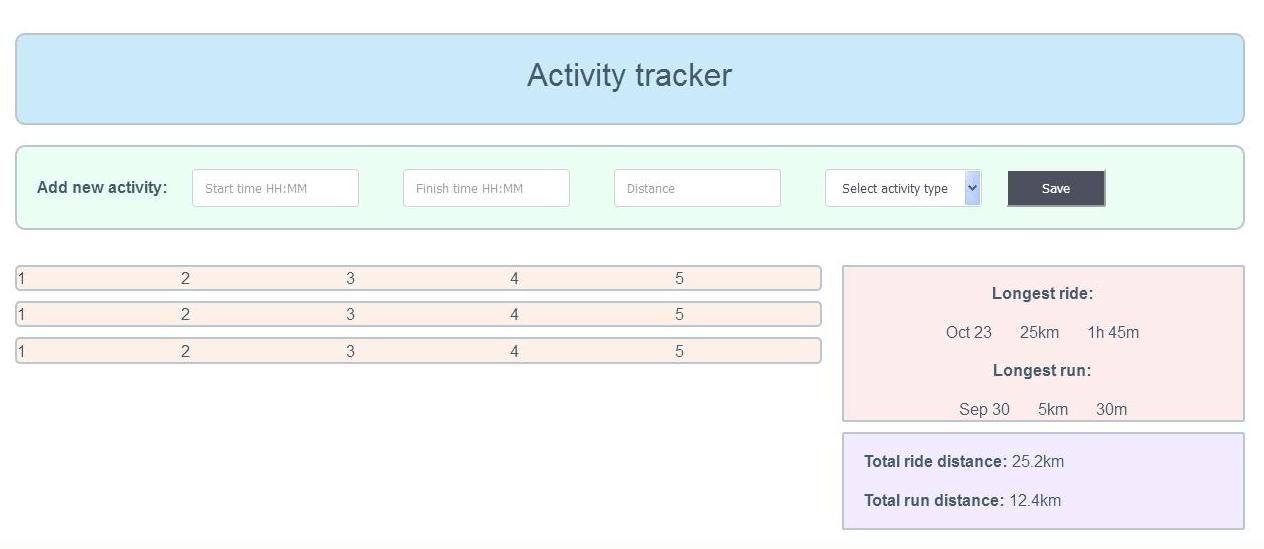 Activity tracker
Add new activity: Start time HH:MM Finish time HH:MM Distance Select activity type Save
1 2 3 4 5
1 2 3 4 5
1 2 3 4 5
Longest ride:
Oct 23 25km 1h 45m
Longest run:
Sep 30 5km 30m
Total ride distance: 25.2km
Total run distance: 12.4km